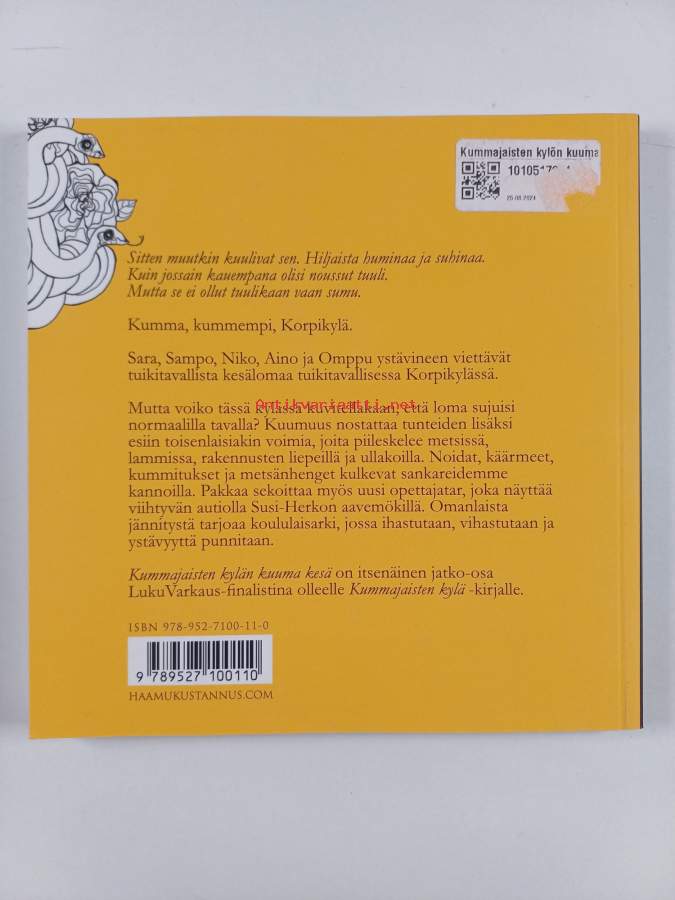 Kummajaisten kylön kuuma
25.08.2021
Sitten muutkin kuulivat sen. Hiljaista huminaa ja suhinaa.
Kuin jossain kauempana olisi noussut tuuli.
Mutta se ei ollut tuulikaan vaan sumu.
Kumma, kummempi, Korpikylä.
Sara, Sampo, Niko, Aino ja Omppu ystävineen viettävät
tuikitavallista kesälomaa tuikitavallisessa Korpikylässä.
Antikvariaatti.net
Mutta voiko tässä kylässä kuvitellakaan, että loma sujuisi
normaalilla tavalla? Kuumuus nostattaa tunteiden lisäksi
esiin toisenlaisiakin voimia, joita piileskelee metsissä,
lammissa, rakennusten liepeillä ja ullakoilla. Noidat, käärmeet,
kummitukset ja metsänhenget kulkevat sankareidemme
kannoilla. Pakkaa sekoittaa myös uusi opettajatar, joka näyttää
viihtyvän autiolla Susi-Herkon aavemökillä. Omanlaista
jännitystä tarjoaa koululaisarki, jossa ihastutaan, vihastutaan ja
ystävyyttä punnitaan.
Kummajaisten kylän kuuma kesä on itsenäinen jatko-osa
LukuVarkaus-finalistina olleelle Kummajaisten kylä -kirjalle.
ISBN 978-952-7100-11-0
9 789527 100110
HAAMUKUSTANNUS.COM